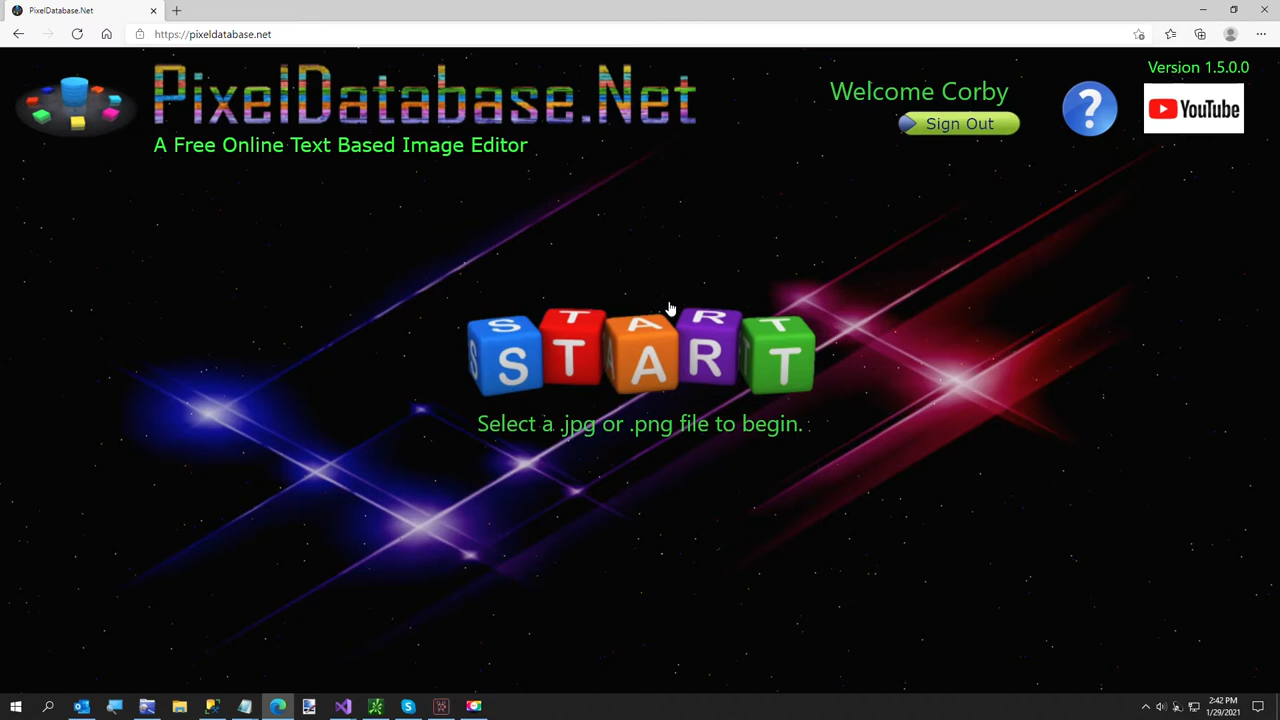 PixelDatabase.Net
https://pixeldatabase.net
PixelDatabase.Net
A Free Online Text Based Image Editor
Welcome Corby
Sign Out
?
Version 1.5.0.0
YouTube
S T A R T
S T A R T
Select a .jpg or .png file to begin.
2:42 PM
1/29/2021